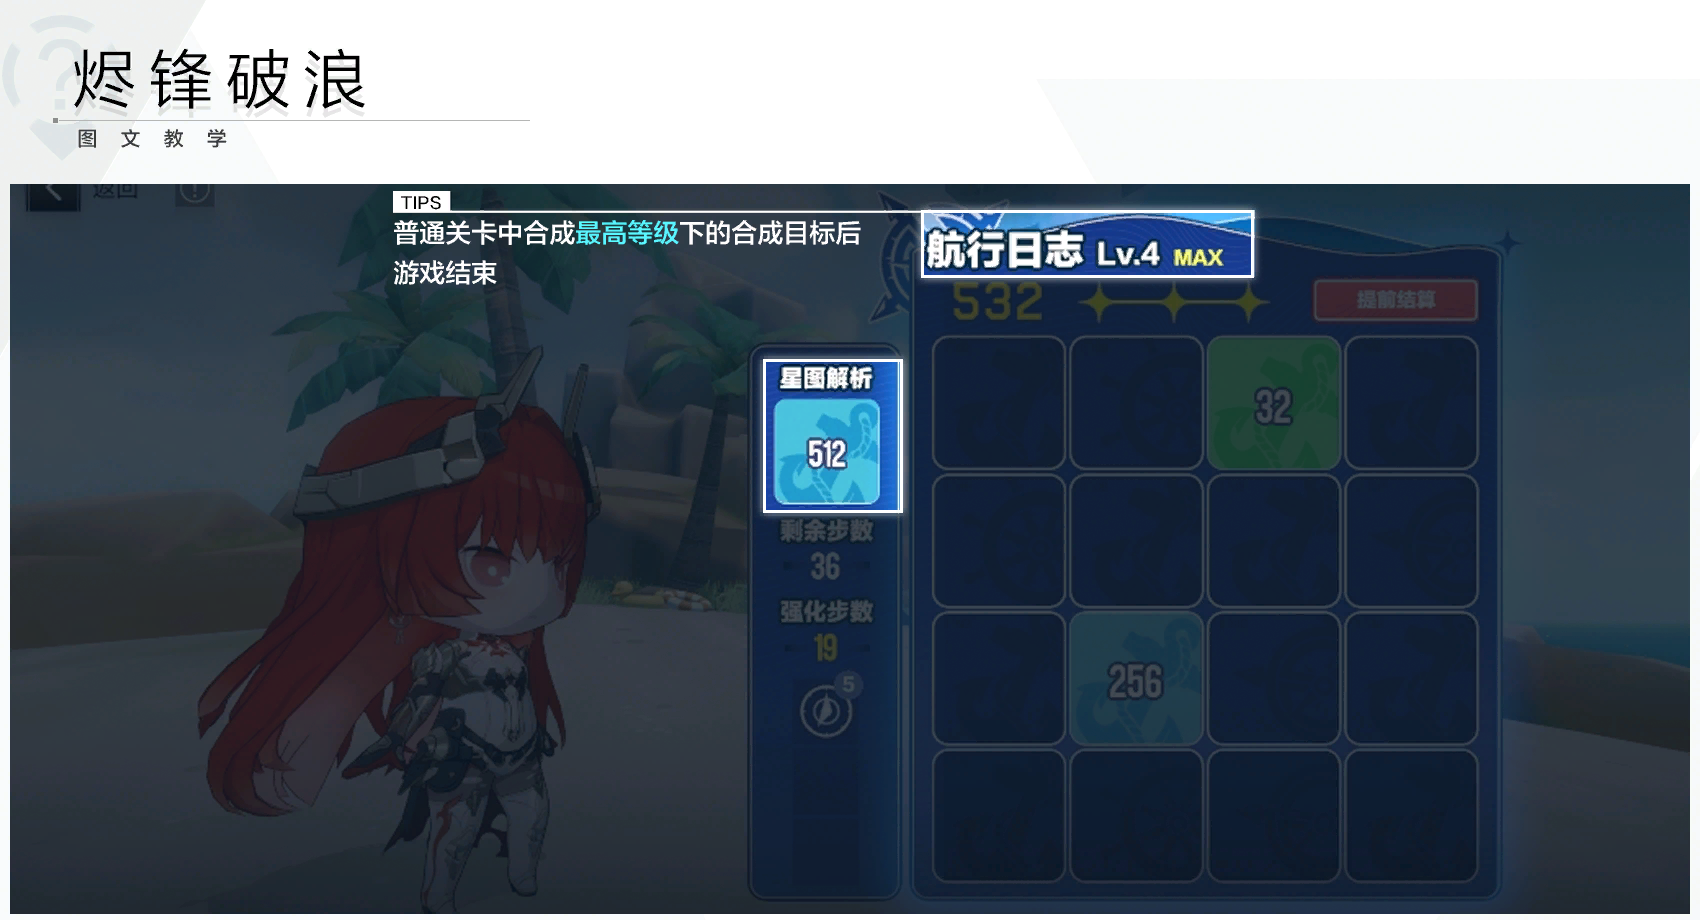 烬锋破浪
图文教学
返回
TIPS
普通关卡中合成最高等级下的合成目标后
游戏结束
航行日志 Lv.4 MAX
532
提前结算
星图解析
512
剩余步数
36
强化步数
19
5
32
256